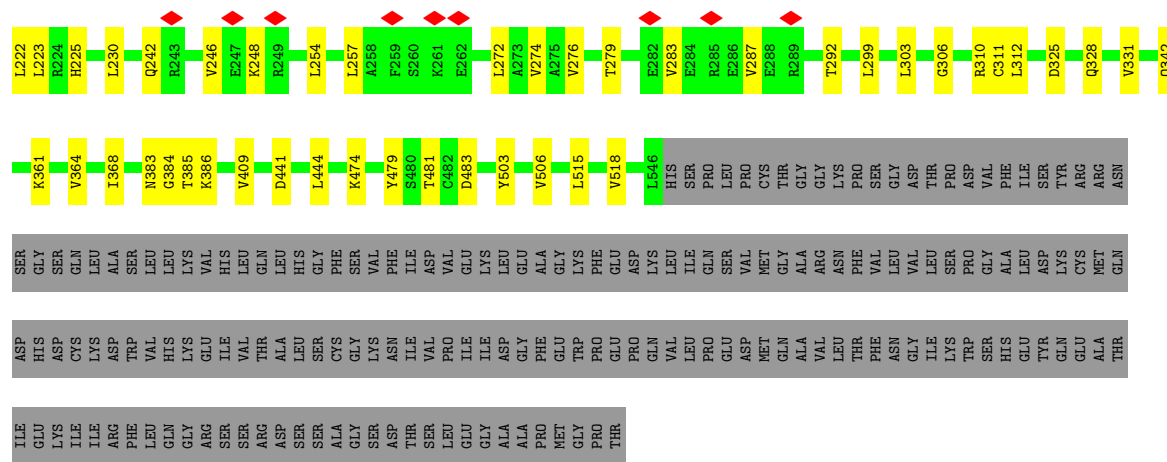 L222 L223 R224 H225 L230 Q242 R243 V246 E247 K248 R249 L254 L257 A258 F259 S260 K261 E262 L272 A273 V274 A275 V276 T279 E282 V283 E284 R285 E286 V287 E288 R289 T292 L299 L303 G306 R310 C311 L312 D325 Q328 V331 Q342
K361 V364 I368 N383 G384 T385 K386 V409 D441 L444 K474 Y479 S480 T481 C482 D483 Y503 V506 L515 V518 L546 HIS SER PRO LEU PRO CYS THR GLY GLY LYS PRO SER GLY ASP THR PRO ASP VAL PHE ILE SER TYR ARG ARG ASN
SER GLY SER GLN LEU ALA SER LEU LEU LYS VAL HIS LEU GLN LEU HIS GLY PHE SER VAL PHE ILE ASP VAL GLU LYS LEU GLU ALA GLY LYS PHE GLU ASP LYS LEU ILE GLN SER VAL MET GLY ALA ARG ASN PHE VAL LEU VAL LEU SER PRO GLY ALA LEU ASP LYS CYS MET GLN
ASP HIS ASP CYS LYS ASP TRP VAL HIS LYS GLU ILE VAL THR ALA LEU SER CYS GLY LYS ASN ILE VAL PRO ILE ILE ASP GLY PHE GLU TRP PRO GLU PRO GLN VAL LEU PRO GLU ASP MET GLN ALA VAL LEU THR PHE ASN GLY ILE LYS TRP SER HIS GLU TYR GLN GLU ALA THR
ILE GLU LYS ILE ILE ARG PHE LEU GLN GLY ARG SER SER ARG ASP SER SER ALA GLY SER ASP THR SER LEU GLU GLY ALA ALA PRO MET GLY PRO THR